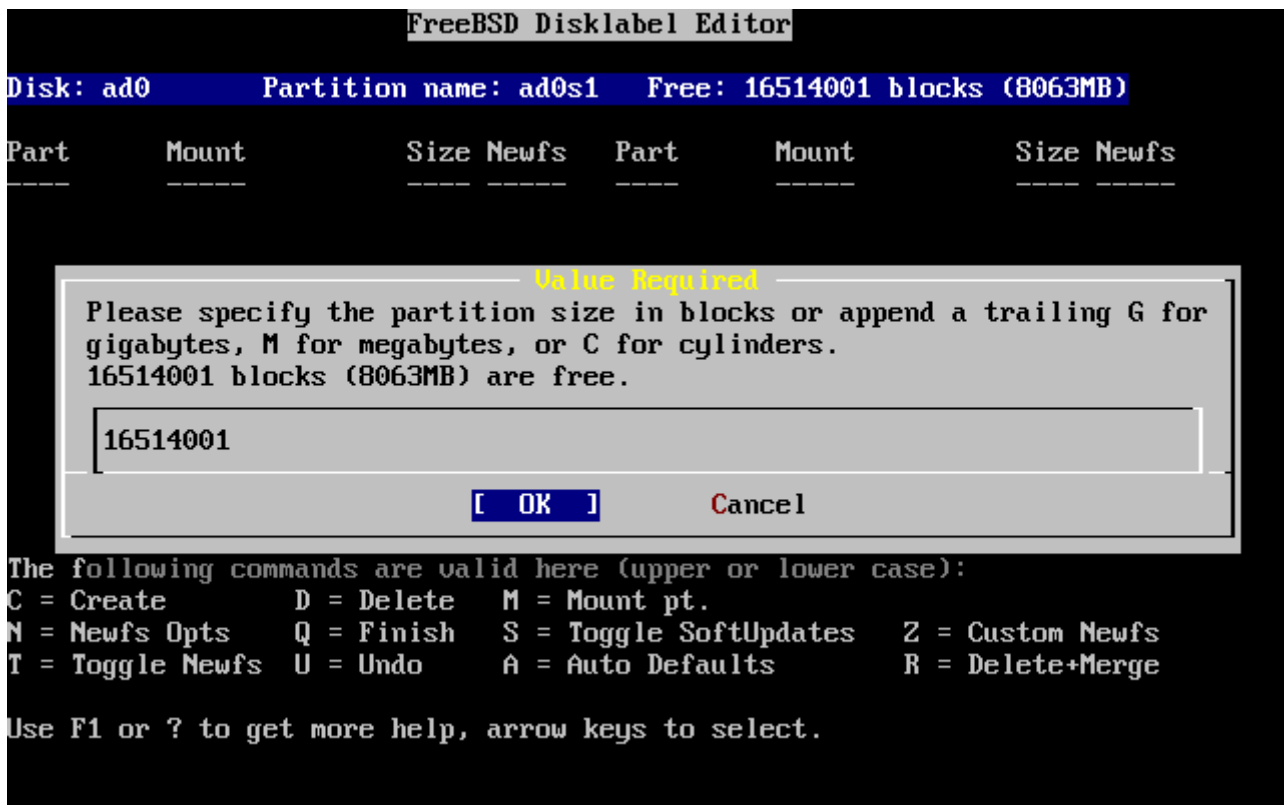 FreeBSD Disklabel Editor
Disk: ad0 Partition name: ad0s1 Free: 16514001 blocks (8063MB)
Part Mount Size Newfs Part Mount Size Newfs
---- ----- ---- ----- ---- ----- ---- -----
Value Required
Please specify the partition size in blocks or append a trailing G for
gigabytes, M for megabytes, or C for cylinders.
16514001 blocks (8063MB) are free.
16514001
[ OK ] Cancel
The following commands are valid here (upper or lower case):
C = Create D = Delete M = Mount pt.
N = Newfs Opts Q = Finish S = Toggle SoftUpdates Z = Custom Newfs
T = Toggle Newfs U = Undo A = Auto Defaults R = Delete+Merge
Use F1 or ? to get more help, arrow keys to select.